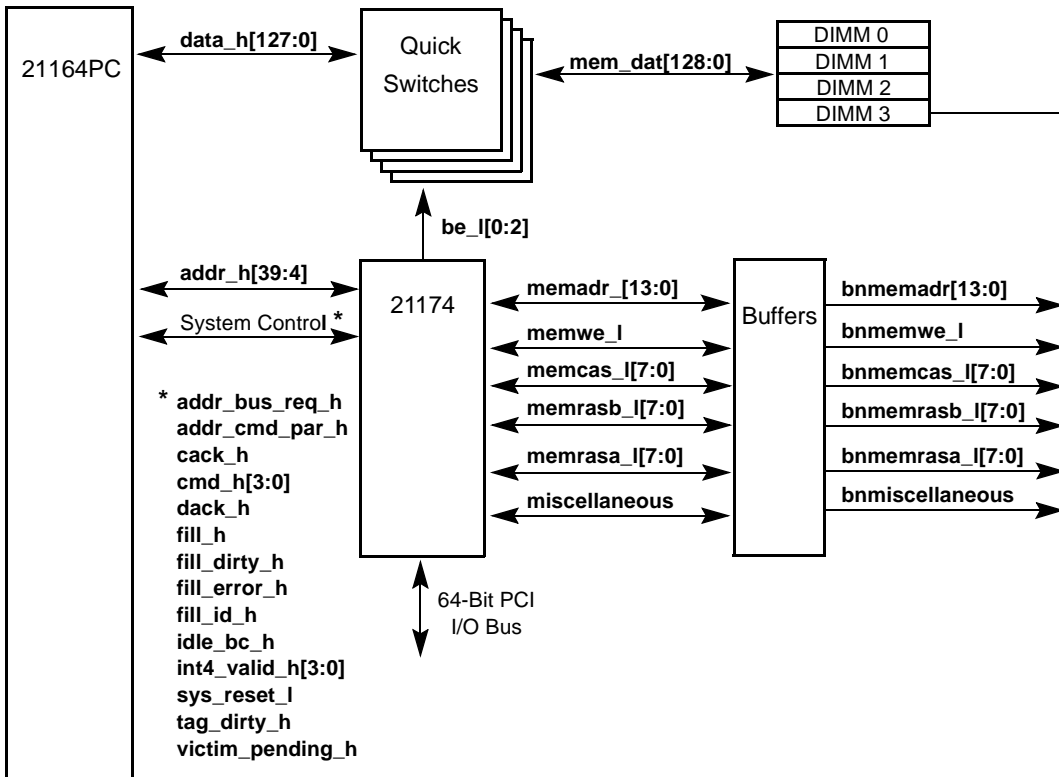 21164PC
data_h[127:0]
Quick
Switches
mem_dat[128:0]
DIMM 0
DIMM 1
DIMM 2
DIMM 3
be_l[0:2]
addr_h[39:4]
System Control *
21174
memadr_[13:0]
memwe_l
memcas_l[7:0]
memrasb_l[7:0]
memrasa_l[7:0]
miscellaneous
Buffers
bnmemadr[13:0]
bnmemwe_l
bnmemcas_l[7:0]
bnmemrasb_l[7:0]
bnmemrasa_l[7:0]
bnmiscellaneous
* addr_bus_req_h
addr_cmd_par_h
cack_h
cmd_h[3:0]
dack_h
fill_h
fill_dirty_h
fill_error_h
fill_id_h
idle_bc_h
int4_valid_h[3:0]
sys_reset_l
tag_dirty_h
victim_pending_h
64-Bit PCI
I/O Bus